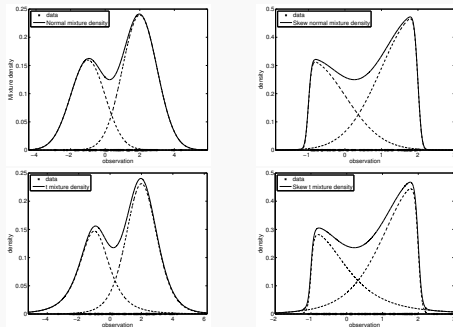 0.25
0.2
0.15
0.1
0.05
0
Mixture density
data
Normal mixture density
−4 −2 0 2 4
observation
0.5
0.4
0.3
0.2
0.1
0
density
data
Skew normal mixture density
−1 0 1 2
observation
0.25
0.2
0.15
0.1
0.05
0
density
data
t mixture density
−4 −2 0 2 4 6
observation
0.5
0.4
0.3
0.2
0.1
0
density
data
Skew t mixture density
−2 −1 0 1 2 3
observation